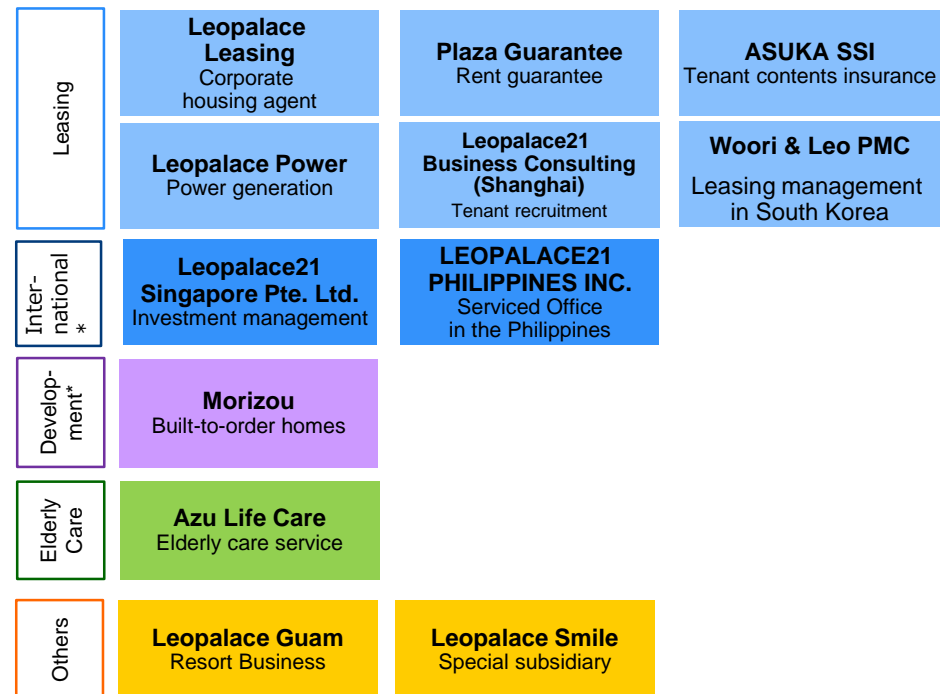 Leasing
Leopalace
Leasing
Corporate
housing agent
Plaza Guarantee
Rent guarantee
ASUKA SSI
Tenant contents insurance
Leopalace Power
Power generation
Leopalace21
Business Consulting
(Shanghai)
Tenant recruitment
Woori & Leo PMC
Leasing management
in South Korea
Inter-
national
*
Leopalace21
Singapore Pte. Ltd.
Investment management
LEOPALACE21
PHILIPPINES INC.
Serviced Office
in the Philippines
Develop-
ment*
Morizou
Built-to-order homes
Elderly
Care
Azu Life Care
Elderly care service
Others
Leopalace Guam
Resort Business
Leopalace Smile
Special subsidiary